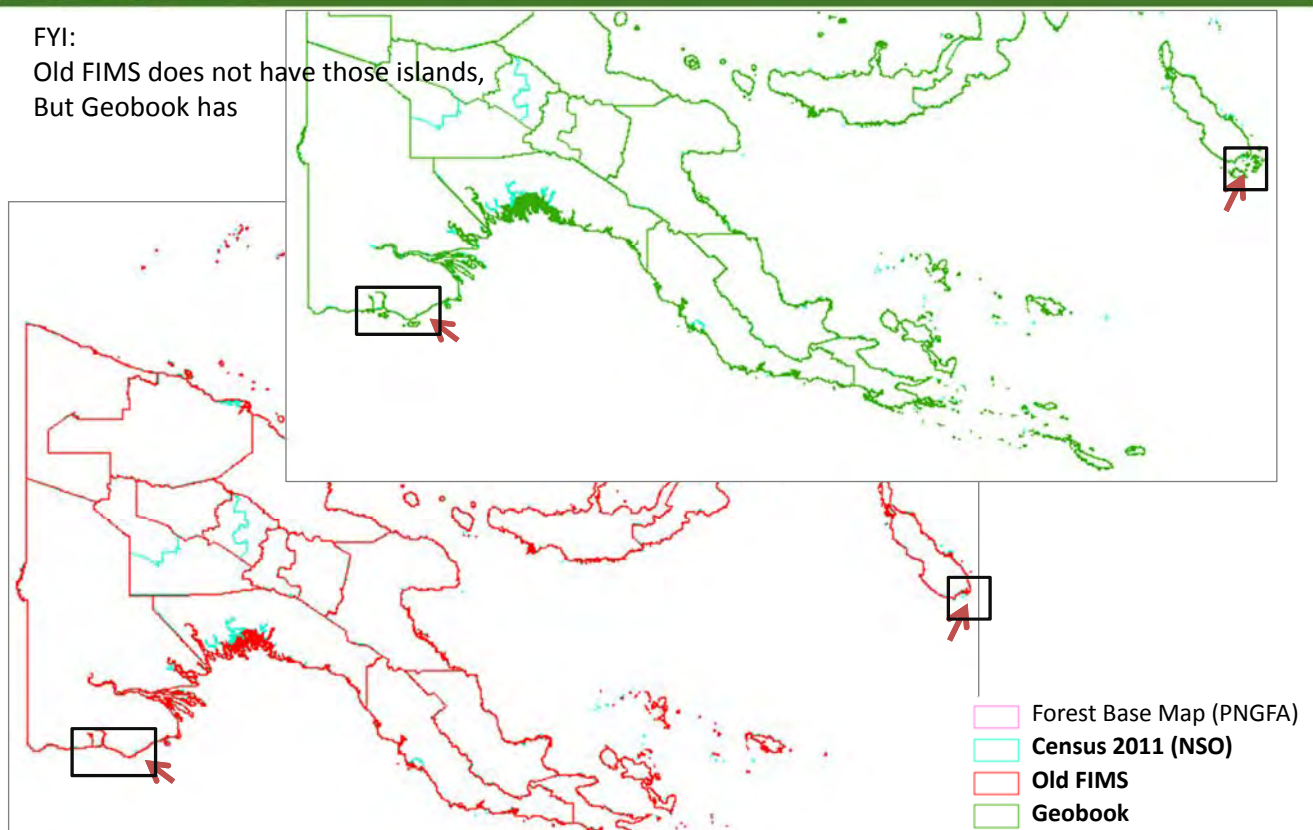 FYI:
Old FIMS does not have those islands,
But Geobook has
Forest Base Map (PNGFA)
Census 2011 (NSO)
Old FIMS
Geobook